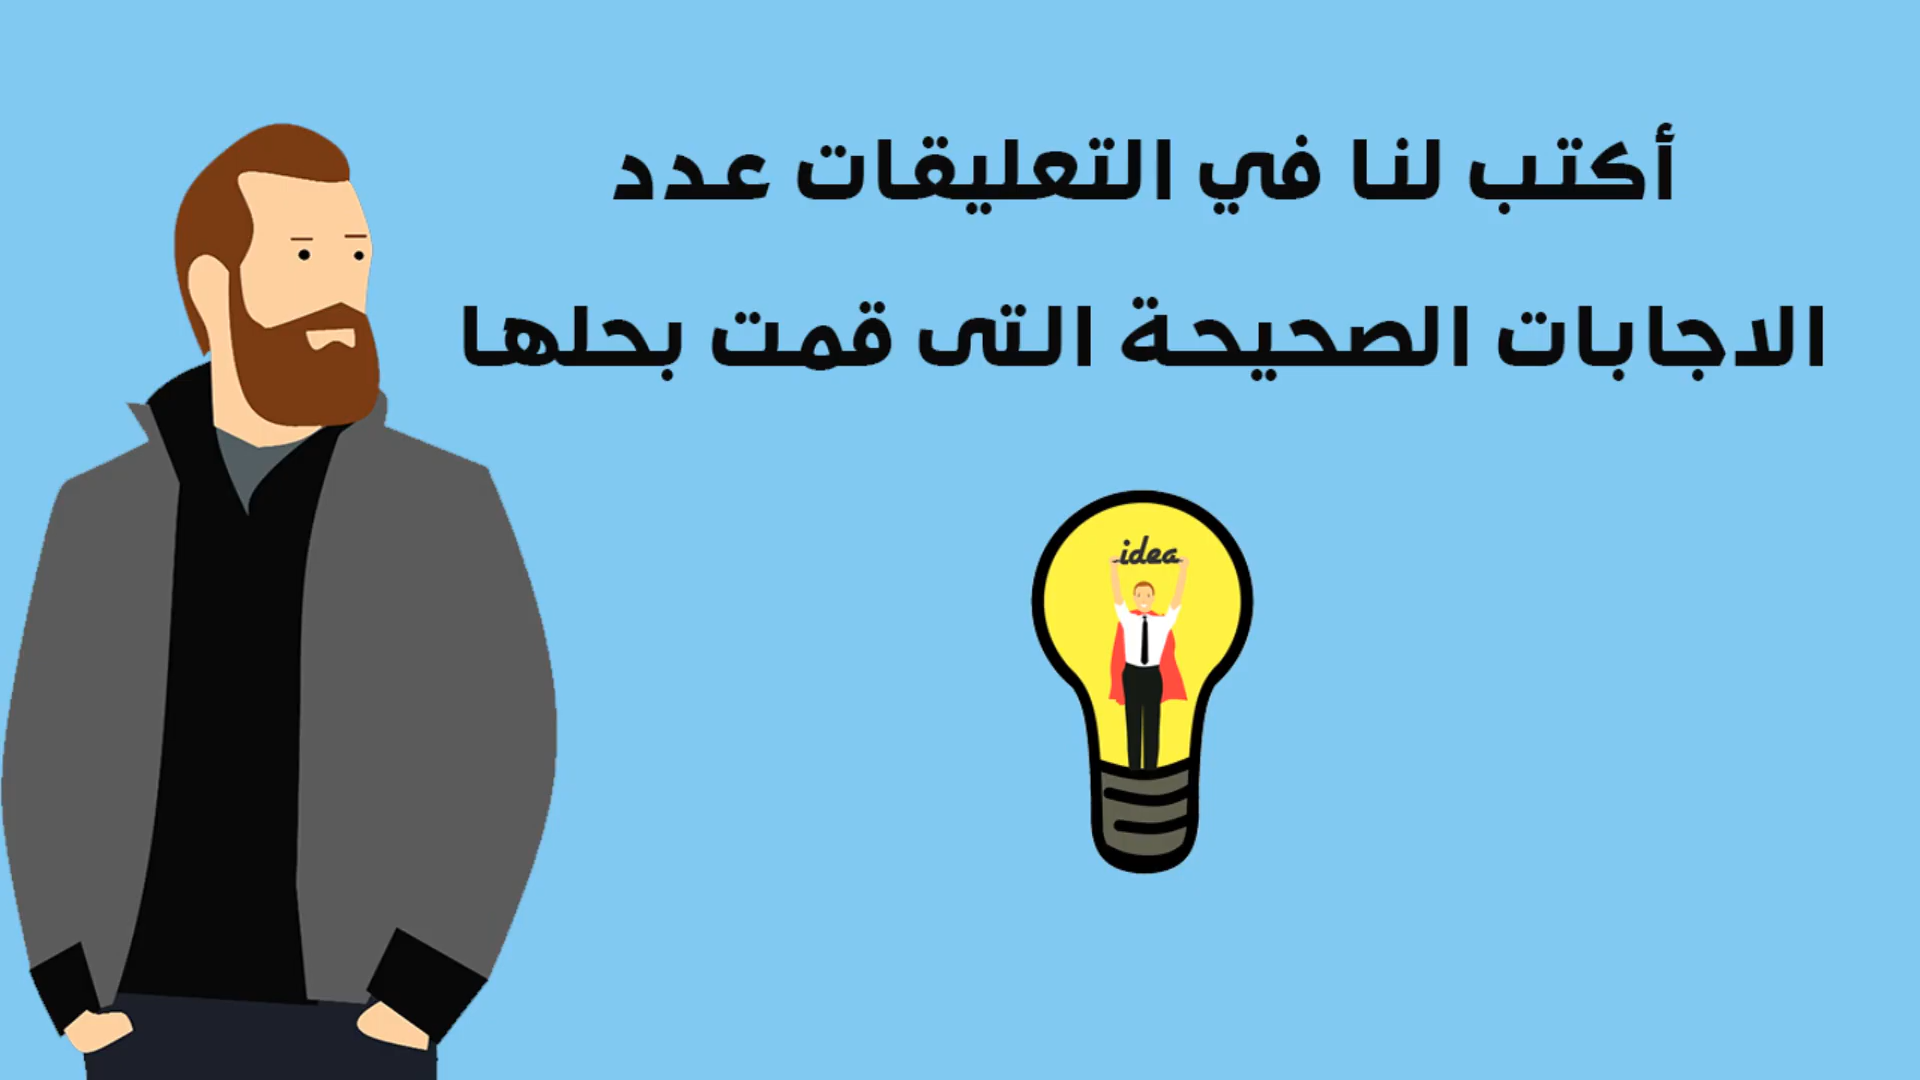 أكتب لنا في التعليقات عدد
الاجابات الصحيحة التى قمت بحلها
idea